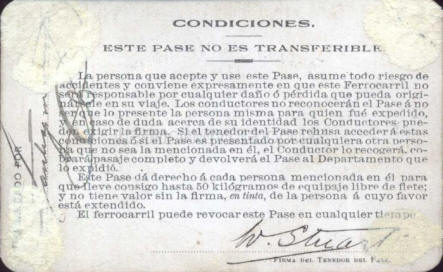 CONDICIONES.
ESTE PASE NO ES TRANSFERIBLE.
La persona que acepte y use este Pase, asume todo riesgo de
accidentes y conviene expresamente en que este Ferrocarril no
será responsable por cualquier daño ó pérdida que pueda origi-
narsele en su viaje. Los conductores no reconocerán el Pase á no
ser que lo presente la persona misma para quien fué expedido,
y en caso de duda acerca de su identidad los Conductores pue-
den exigir la firma. Si el tenedor del Pase rehusa acceder á estas
condiciones ó si el Pase es presentado por cualquiera otra perso-
na que no sea la mencionada en él, el Conductor lo recogerá, co-
brará pasaje completo y devolverá el Pase al Departamento que
lo expidió.
Este Pase dá derecho á cada persona mencionada en él para
que lleve consigo hasta 50 kilógramos de equipaje libre de flete;
y no tiene valor sin la firma, en tinta, de la persona á cuyo favor
está extendido.
El ferrocarril puede revocar este Pase en cualquier tiempo.
W. Stuart
FIRMA DEL TENEDOR DEL PASE.
POR